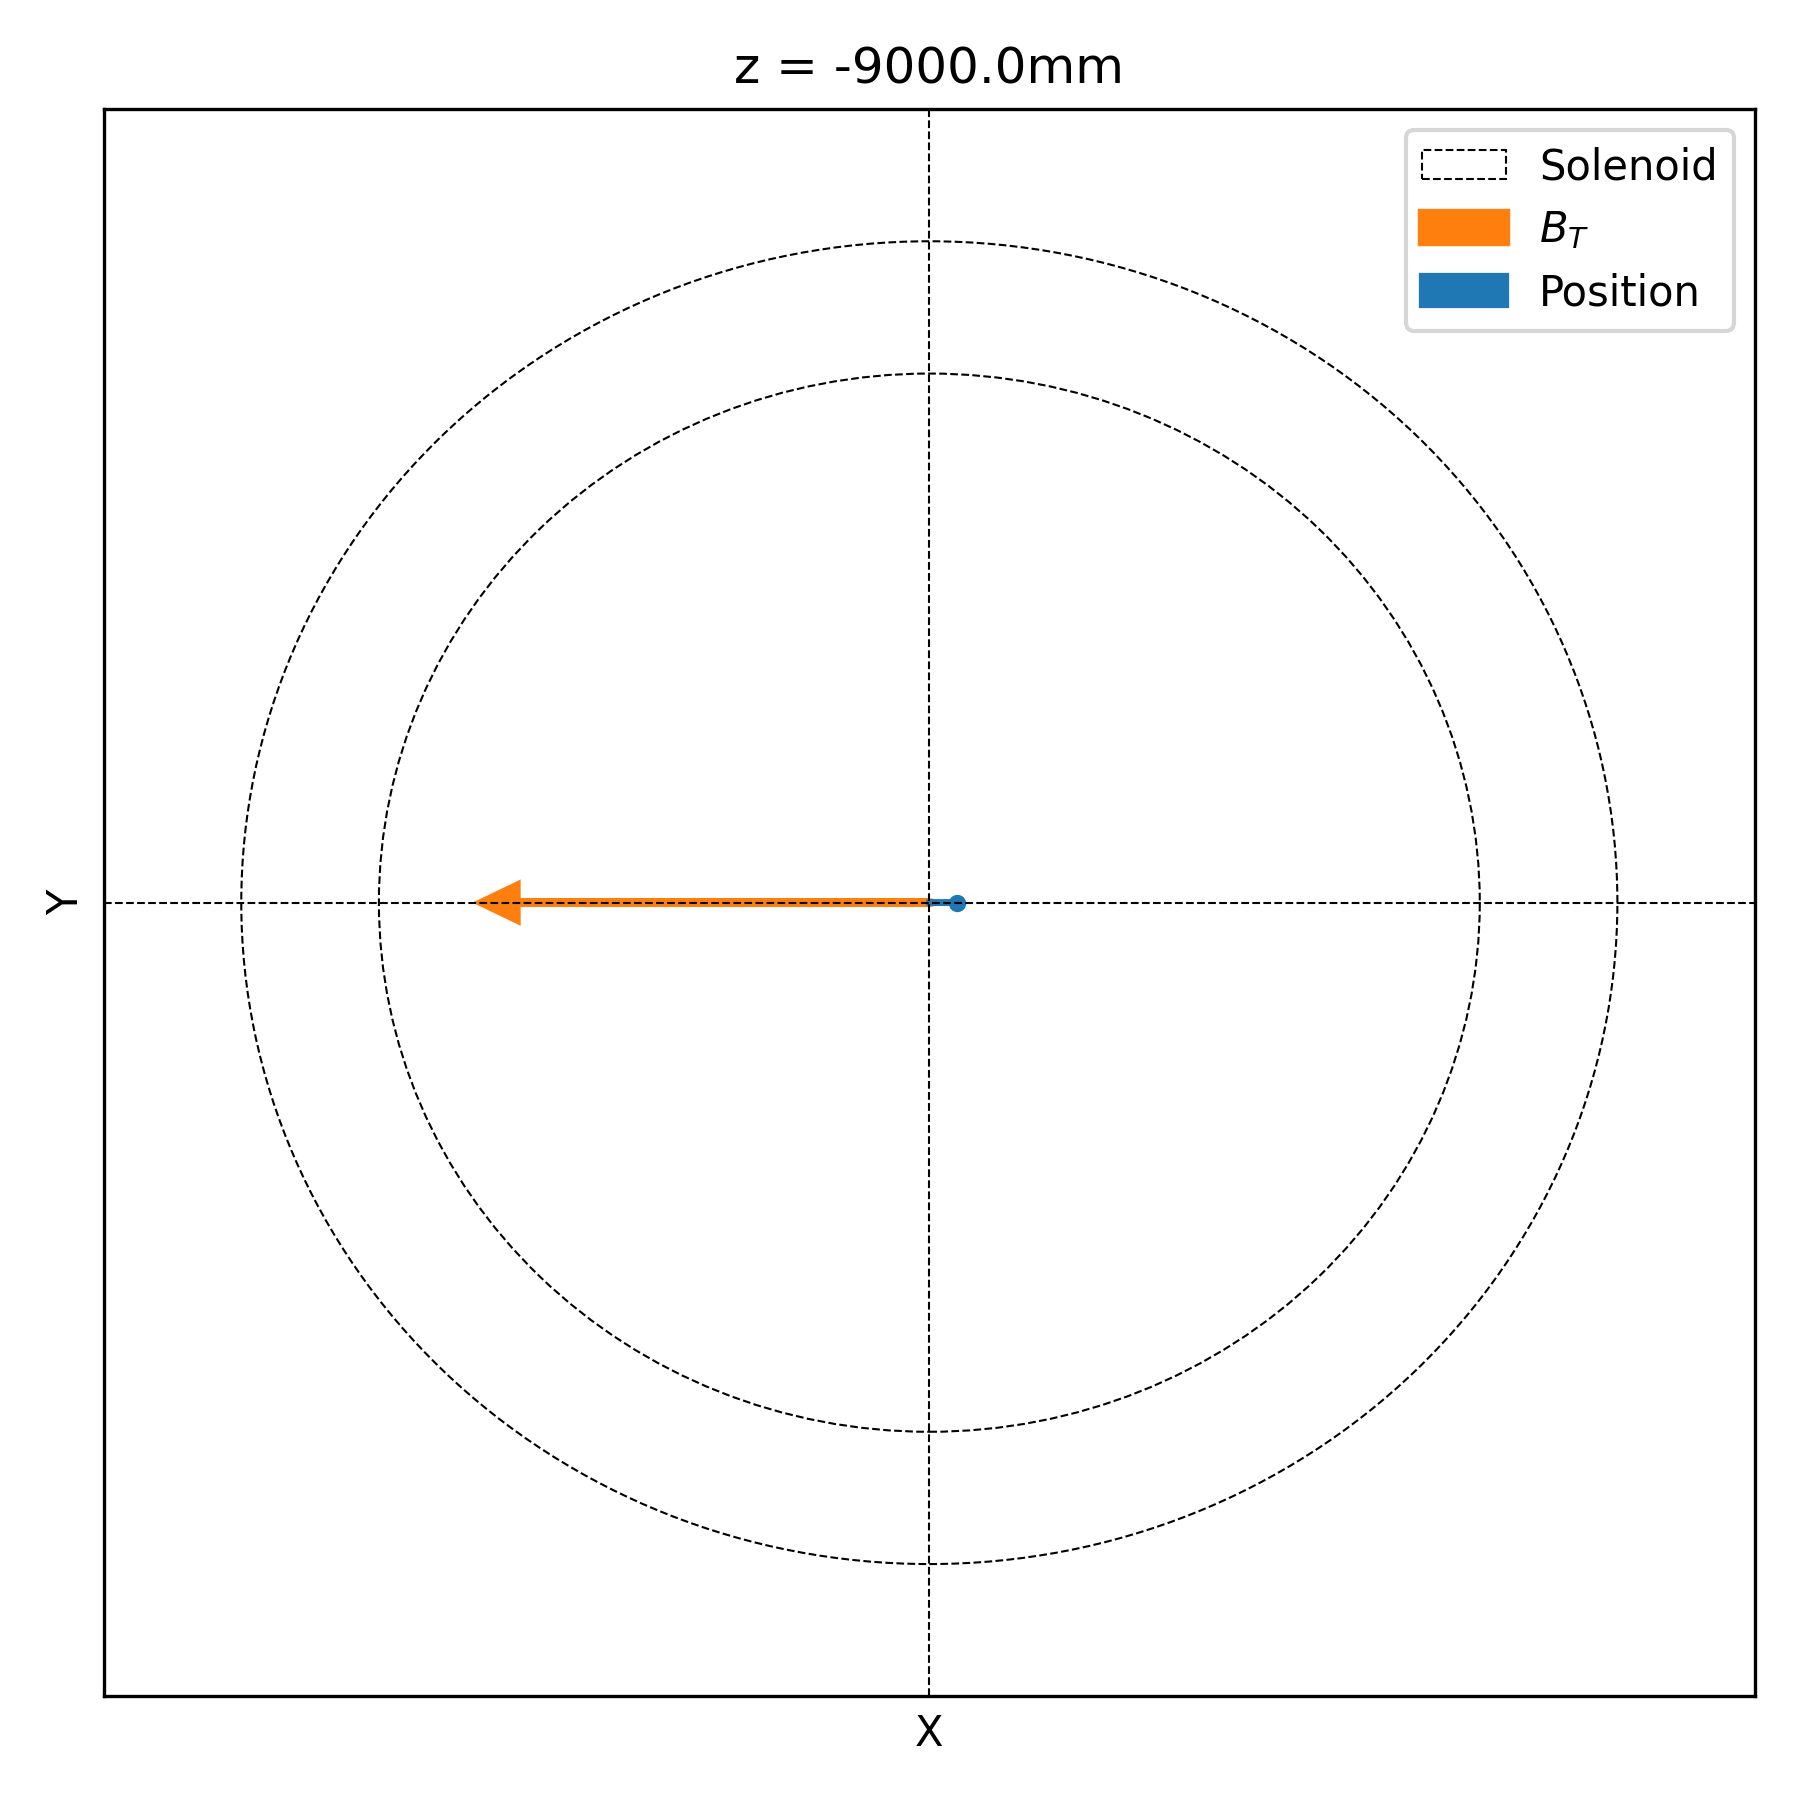 z = -9000.0mm
Solenoid
B_T
Position
Y
X